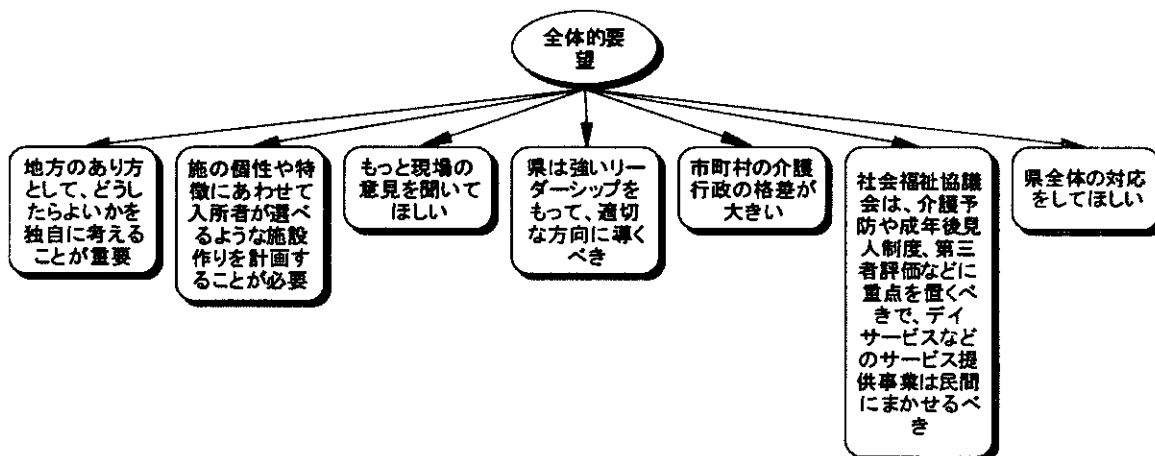 全体的要
望
地方のあり方
として、どうし
たらよいかを
独自に考える
ことが重要
施の個性や特
徴にあわせて
入所者が選べ
るような施設
作りを計画す
ることが必要
もっと現場の
意見を聞いて
ほしい
県は強いリー
ダーシップを
もって、適切
な方向に導く
べき
市町村の介護
行政の格差が
大きい
社会福祉協議
会は、介護予
防や成年後見
人制度、第三
者評価などに
重点を置くべ
きで、デイ
サービスなど
のサービス提
供事業は民間
にまかせるべ
き
県全体の対応
をしてほしい